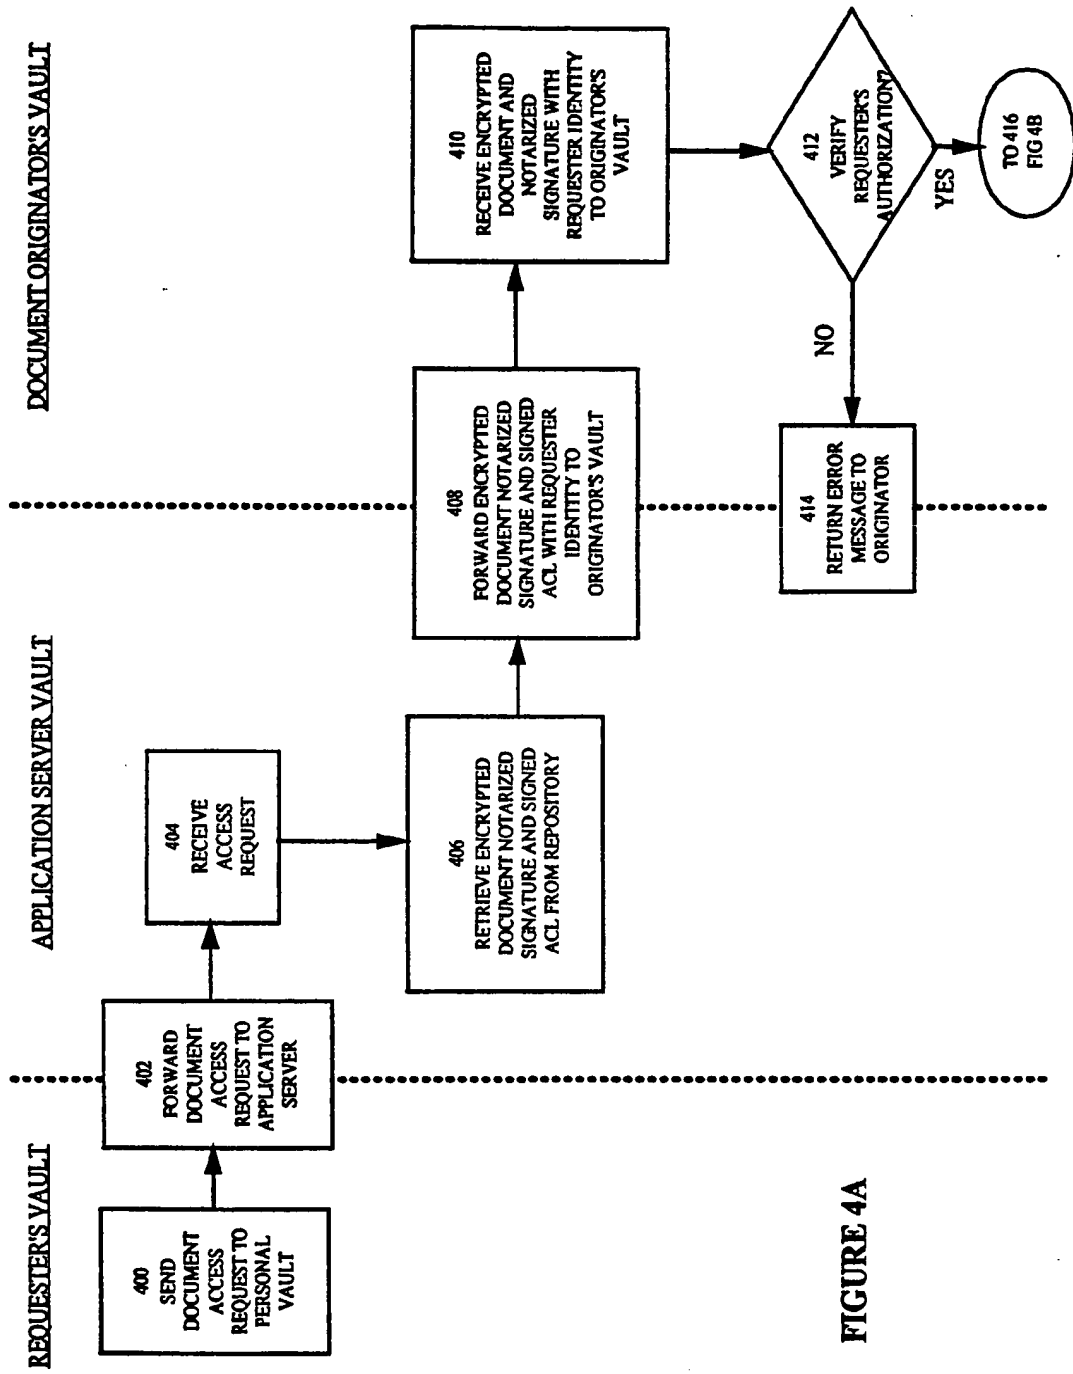 REQUESTER'S VAULT
APPLICATION SERVER VAULT
DOCUMENT ORIGINATOR'S VAULT
400
SEND
DOCUMENT
ACCESS
REQUEST TO
PERSONAL
VAULT
402
FORWARD
DOCUMENT
ACCESS
REQUEST TO
APPLICATION
SERVER
404
RECEIVE
ACCESS
REQUEST
406
RETRIEVE ENCRYPTED
DOCUMENT NOTARIZED
SIGNATURE AND SIGNED
ACL FROM REPOSITORY
408
FORWARD ENCRYPTED
DOCUMENT NOTARIZED
SIGNATURE AND SIGNED
ACL WITH REQUESTER
IDENTITY TO
ORIGINATOR'S VAULT
410
RECEIVE ENCRYPTED
DOCUMENT AND
NOTARIZED
SIGNATURE WITH
REQUESTER IDENTITY
TO ORIGINATOR'S
VAULT
412
VERIFY
REQUESTER'S
AUTHORIZATION?
NO
YES
414
RETURN ERROR
MESSAGE TO
ORIGINATOR
TO 416
FIG 4B
FIGURE 4A